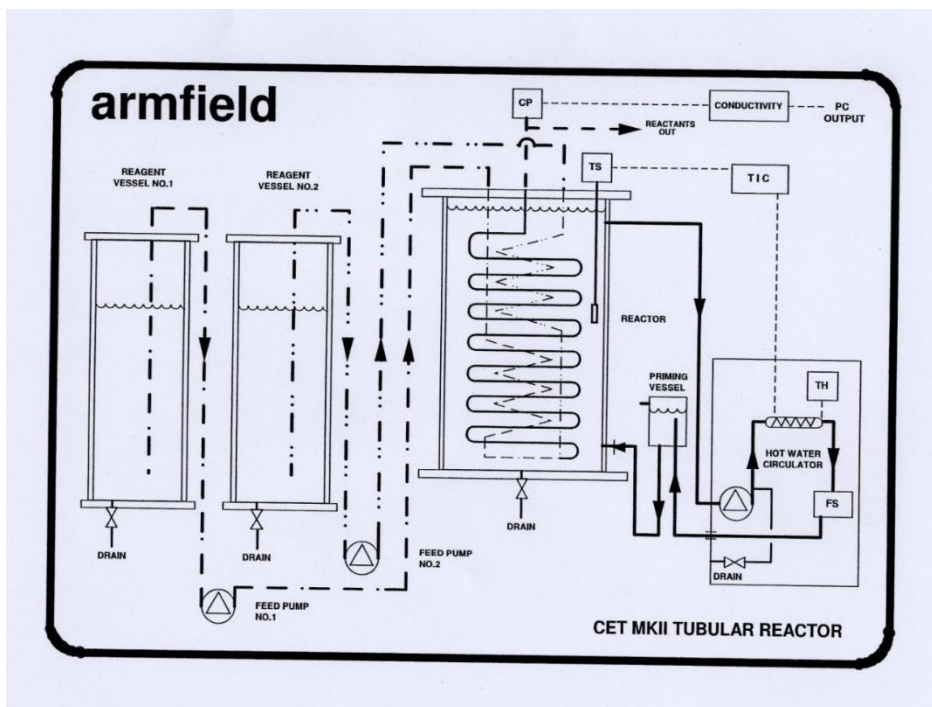 armfield
CP
CONDUCTIVITY
PC
OUTPUT
REACTANTS
OUT
TS
T I C
REAGENT
VESSEL NO.1
REAGENT
VESSEL NO.2
REACTOR
PRIMING
VESSEL
TH
HOT WATER
CIRCULATOR
FS
DRAIN
DRAIN
DRAIN
DRAIN
FEED PUMP
NO.2
FEED PUMP
NO.1
CET MKII TUBULAR REACTOR